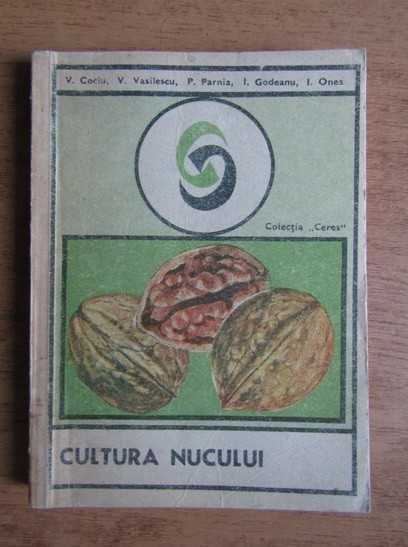 V. Cociu, V. Vasilescu, P. Parnia, I. Godeanu, I. Ones
Colecția „Ceres"
CULTURA NUCULUI